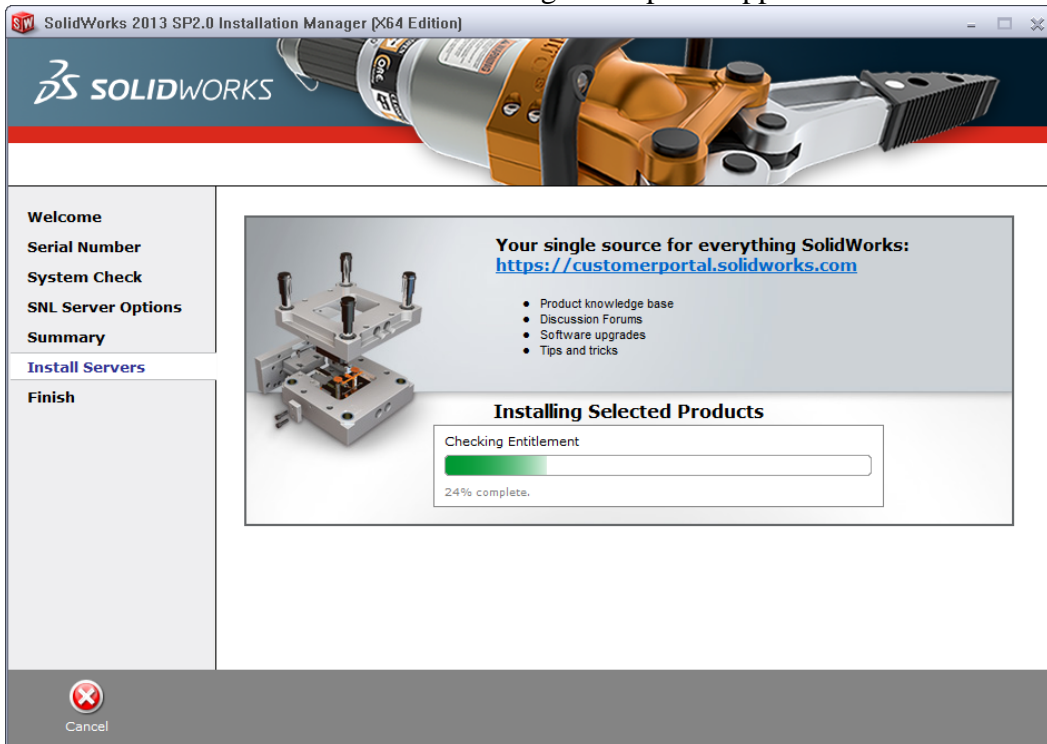 SolidWorks 2013 SP2.0 Installation Manager (X64 Edition)
SOLIDWORKS
Welcome
Serial Number
System Check
SNL Server Options
Summary
Install Servers
Finish
Your single source for everything SolidWorks:
https://customerportal.solidworks.com
Product knowledge base
Discussion Forums
Software upgrades
Tips and tricks
Installing Selected Products
Checking Entitlement
24% complete.
Cancel